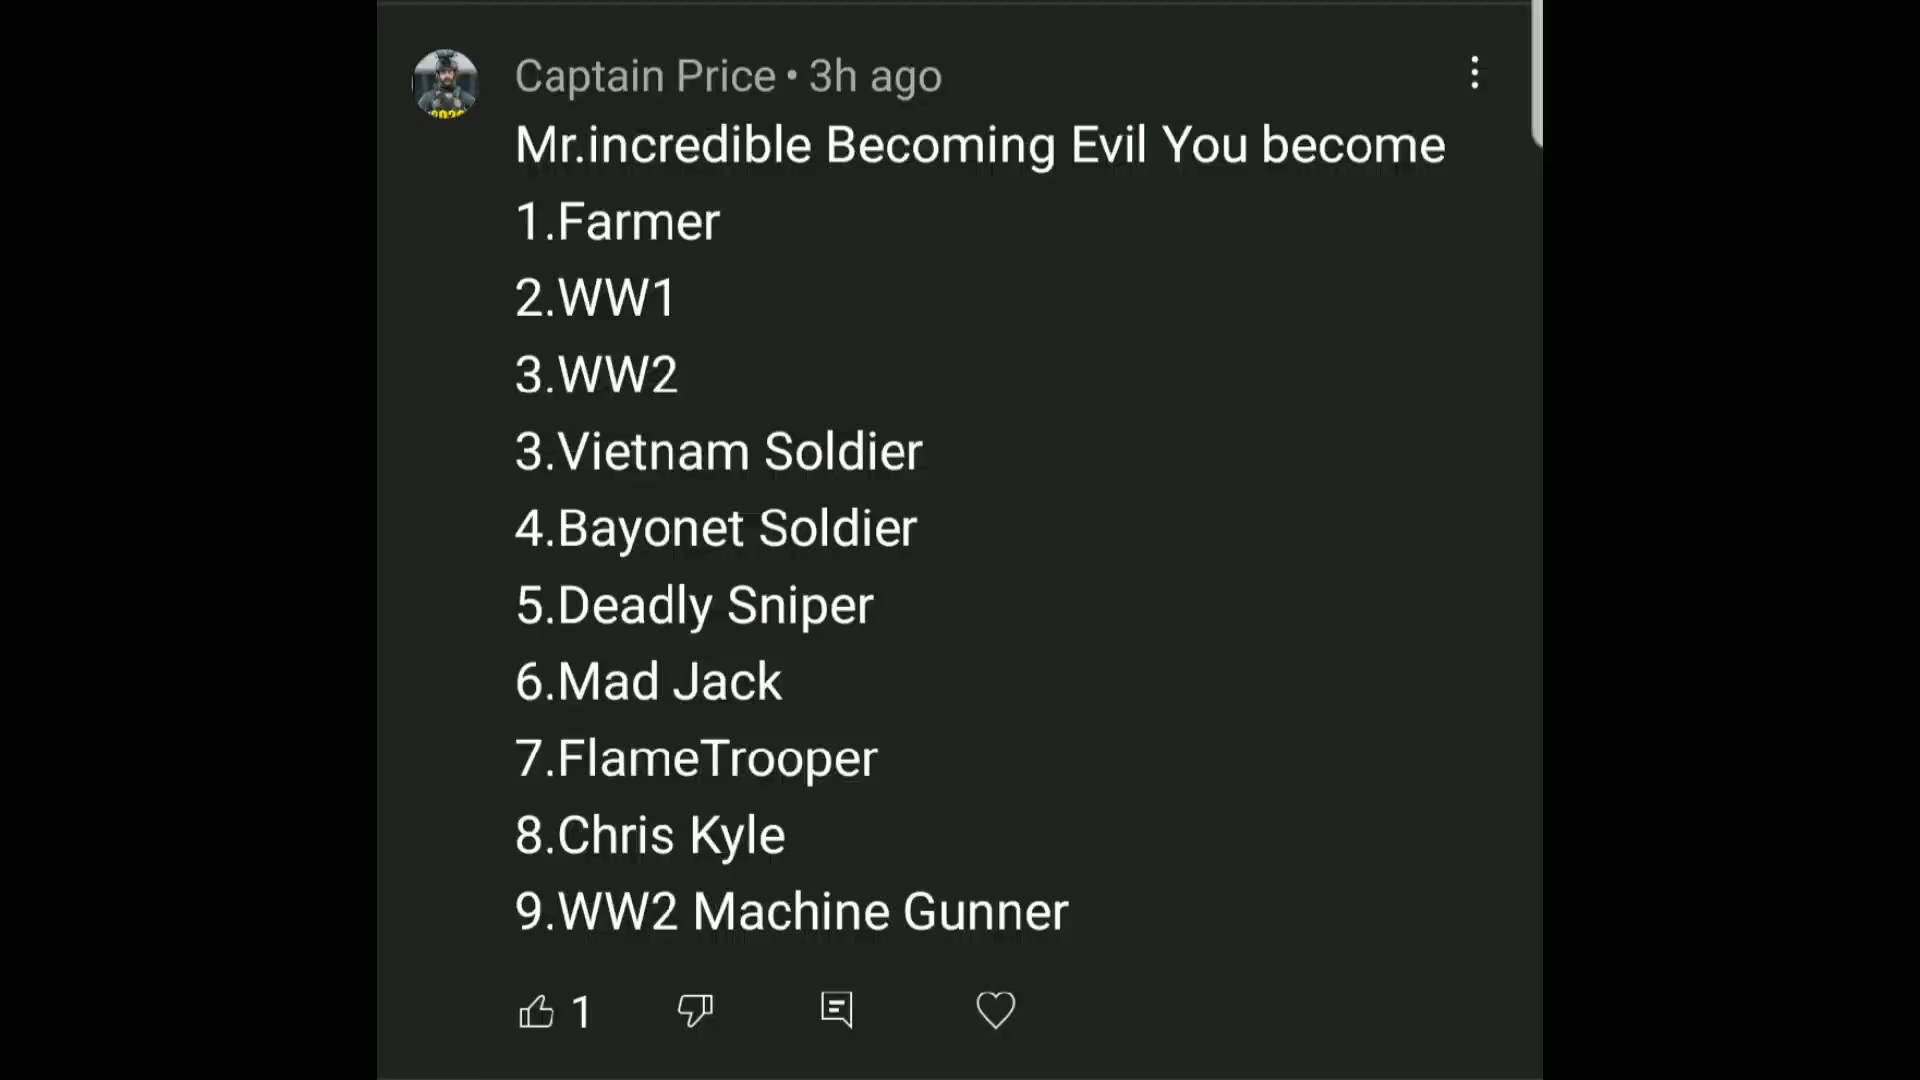 Captain Price • 3h ago
Mr.incredible Becoming Evil You become
1.Farmer
2.WW1
3.WW2
3.Vietnam Soldier
4.Bayonet Soldier
5.Deadly Sniper
6.Mad Jack
7.FlameTrooper
8.Chris Kyle
9.WW2 Machine Gunner
1